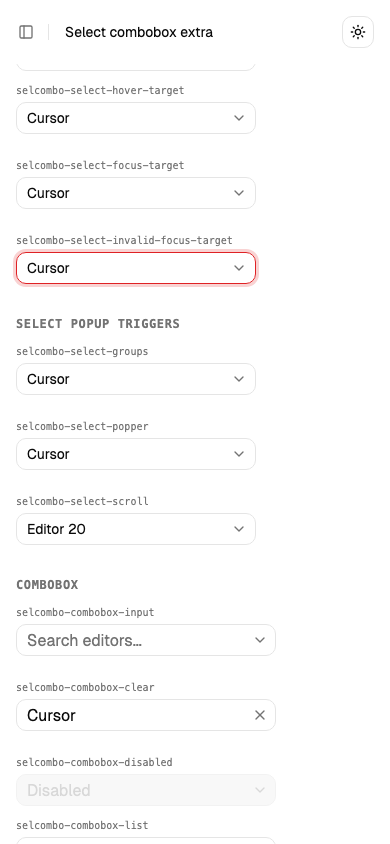 Select combobox extra
selcombo-select-hover-target
Cursor
selcombo-select-focus-target
Cursor
selcombo-select-invalid-focus-target
Cursor
SELECT POPUP TRIGGERS
selcombo-select-groups
Cursor
selcombo-select-popper
Cursor
selcombo-select-scroll
Editor 20
COMBOBOX
selcombo-combobox-input
Search editors...
selcombo-combobox-clear
Cursor
selcombo-combobox-disabled
Disabled
selcombo-combobox-list